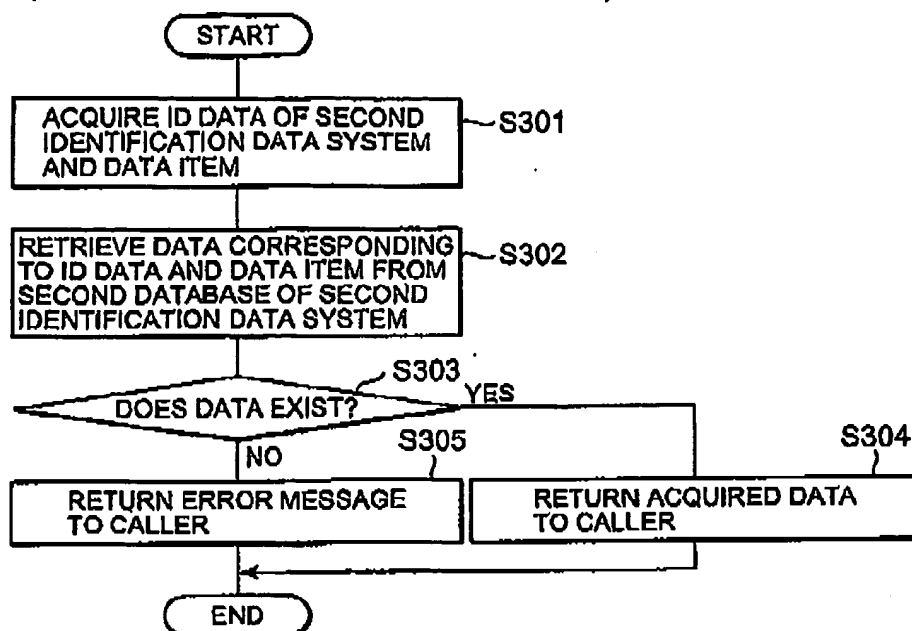 START
ACQUIRE ID DATA OF SECOND
IDENTIFICATION DATA SYSTEM
AND DATA ITEM
S301
RETRIEVE DATA CORRESPONDING
TO ID DATA AND DATA ITEM FROM
SECOND DATABASE OF SECOND
IDENTIFICATION DATA SYSTEM
S302
DOES DATA EXIST?
S303
YES
NO
S305
RETURN ERROR MESSAGE
TO CALLER
S304
RETURN ACQUIRED DATA
TO CALLER
END